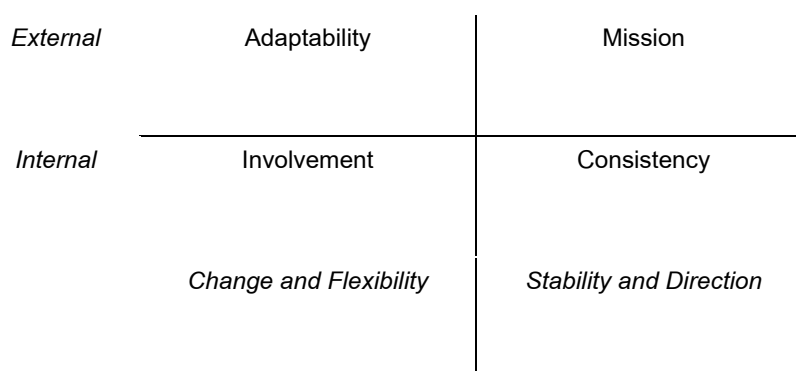 External Adaptability Mission
Internal Involvement Consistency
Change and Flexibility Stability and Direction